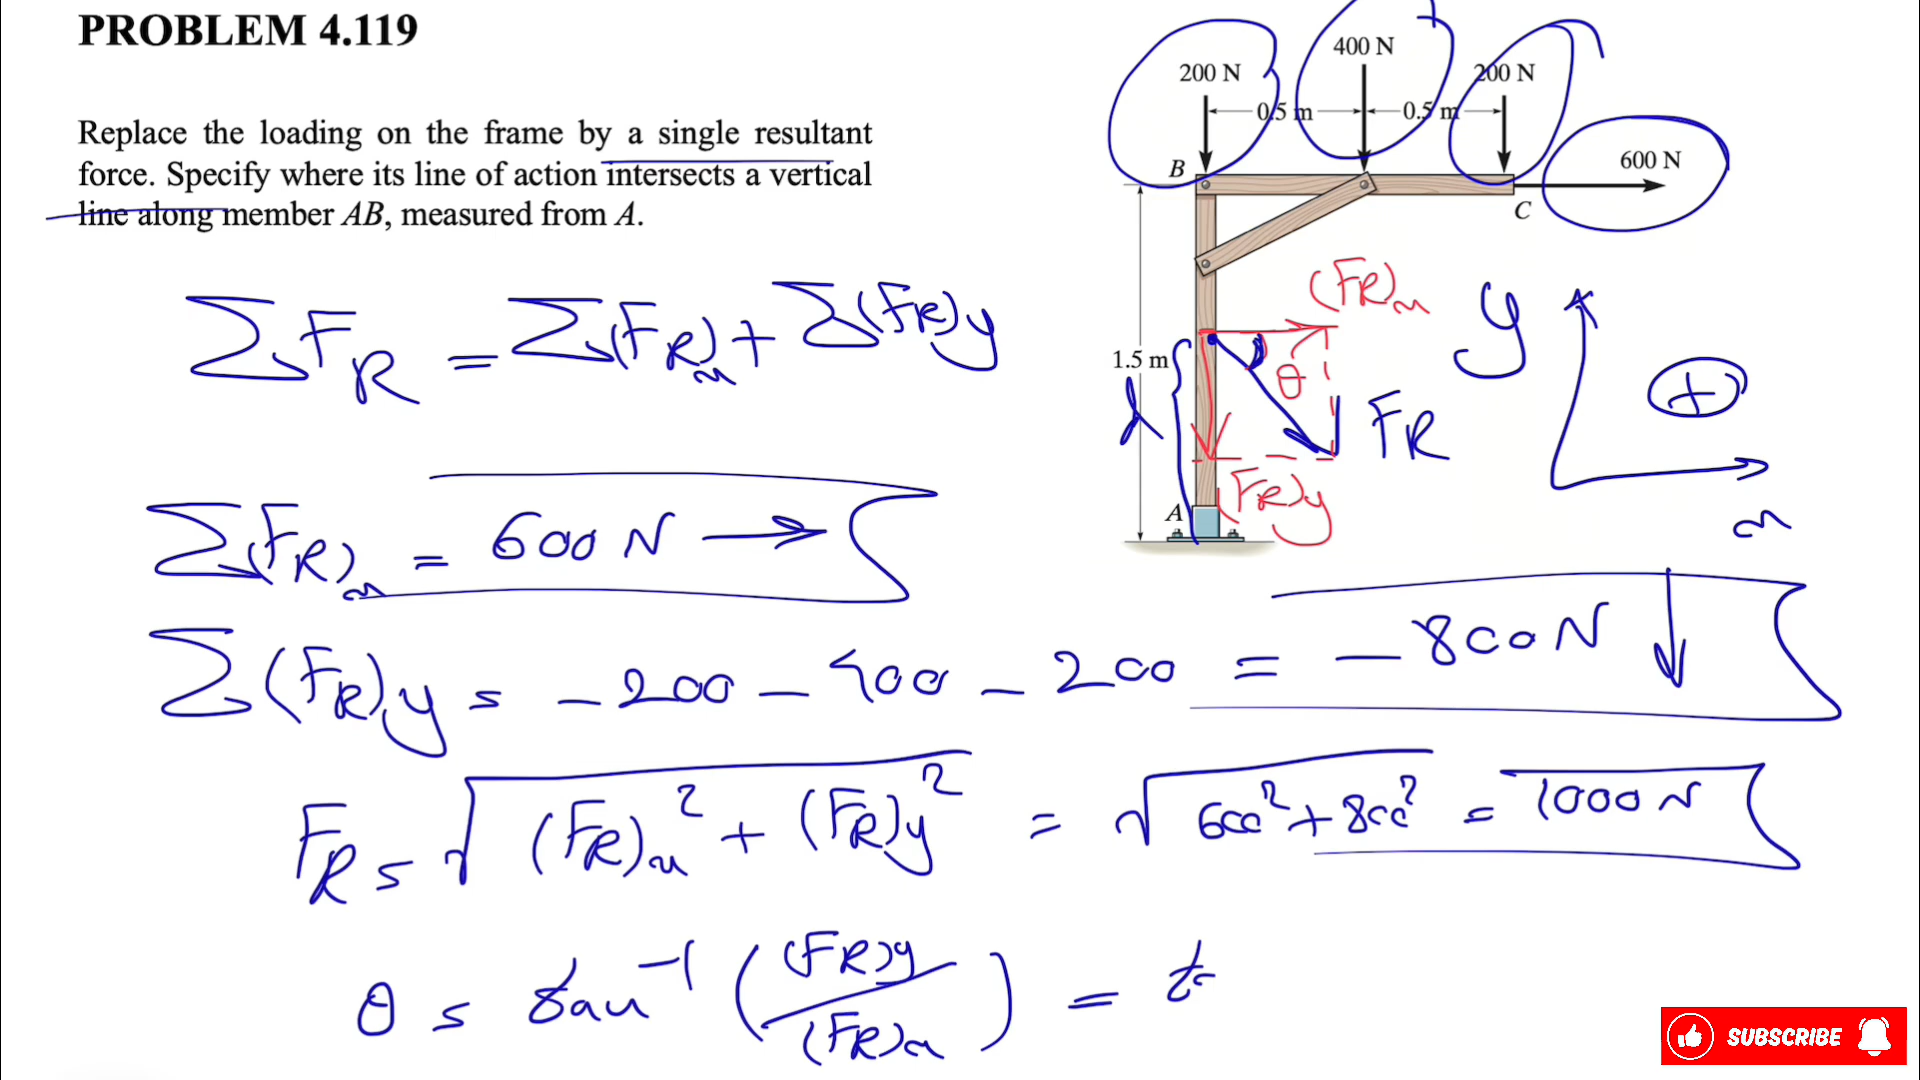 PROBLEM 4.119
Replace the loading on the frame by a single resultant
force. Specify where its line of action intersects a vertical
line along member AB, measured from A.
400 N
200 N
200 N
0.5 m
0.5 m
600 N
B
C
1.5 m
A
(FR)x
(FR)y
θ
FR
d
y
+
x
ΣFR = Σ(FR)x + Σ(FR)y
Σ(FR)x = 600 N →
Σ(FR)y = -200 - 400 - 200 = -800 N ↓
FR = √(FR)x² + (FR)y² = √600² + 800² = 1000 N
θ = tan⁻¹ ((FR)y / (FR)x) =
SUBSCRIBE